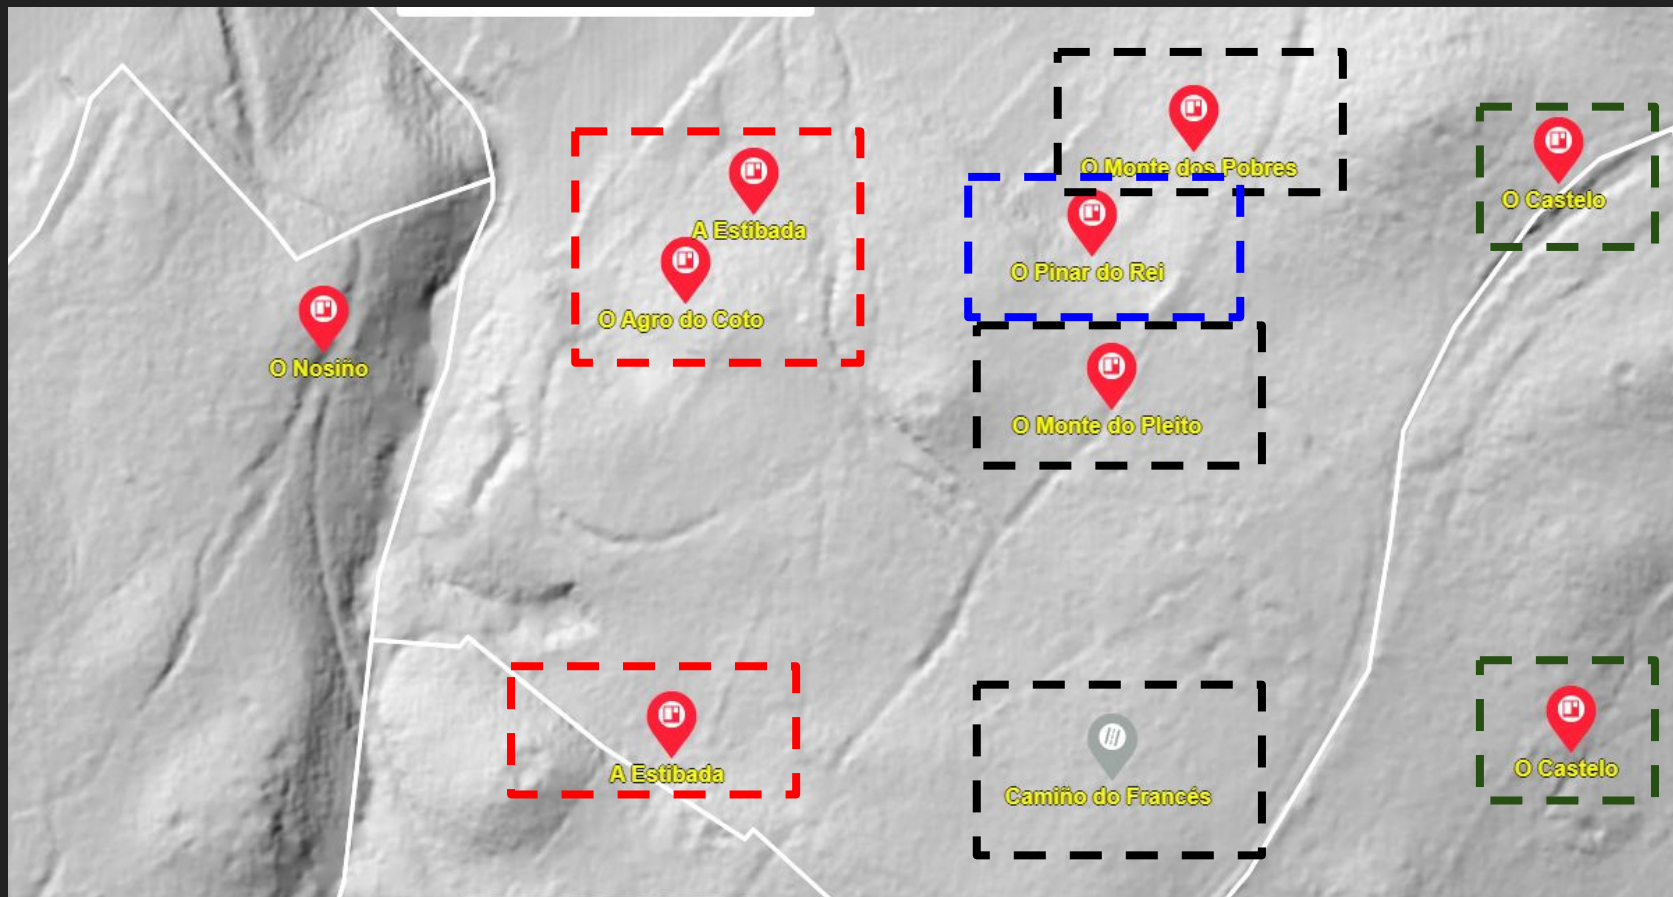 O Monte dos Pobres
O Castelo
A Estibada
O Pinar do Rei
O Agro do Coto
O Nosiño
O Monte do Pleito
A Estibada
Camiño do Francés
O Castelo